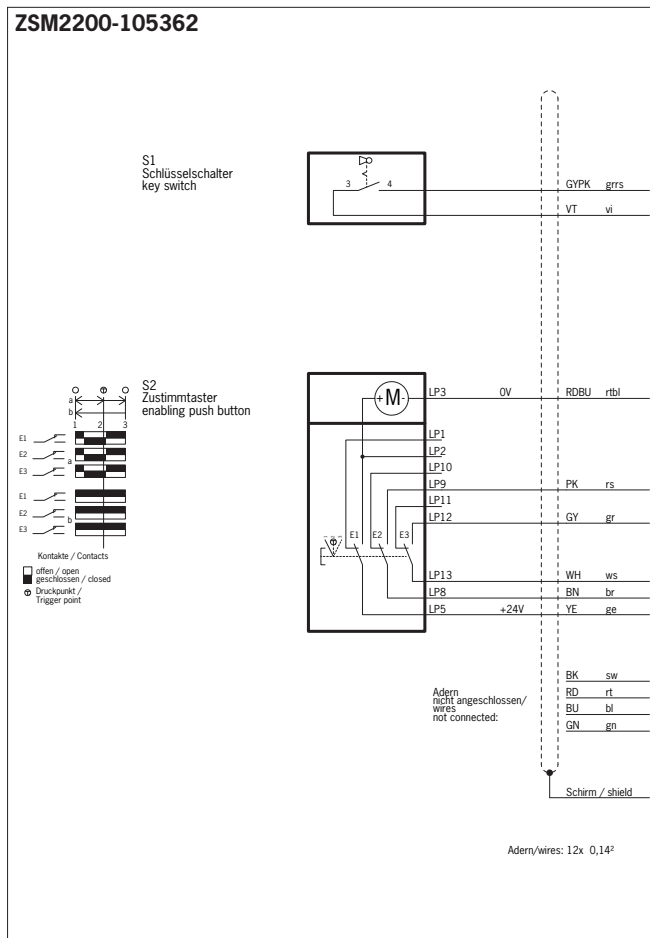 ZSM2200-105362
S1
Schlüsselschalter
key switch
3 4
GYPK grrs
VT vi
S2
Zustimmtaster
enabling push button
a
b
1 2 3
E1
E2
a
E3
E1
E2
b
E3
Kontakte / Contacts
offen / open
geschlossen / closed
Druckpunkt /
Trigger point
+M-
LP3 0V RDBU rtbl
LP1
LP2
LP10
LP9 PK rs
LP11
LP12 GY gr
E1 E2 E3
LP13 WH ws
LP8 BN br
LP5 +24V YE ge
Adern
nicht angeschlossen/
wires
not connected:
BK sw
RD rt
BU bl
GN gn
Schirm / shield
Adern/wires: 12x 0,14²